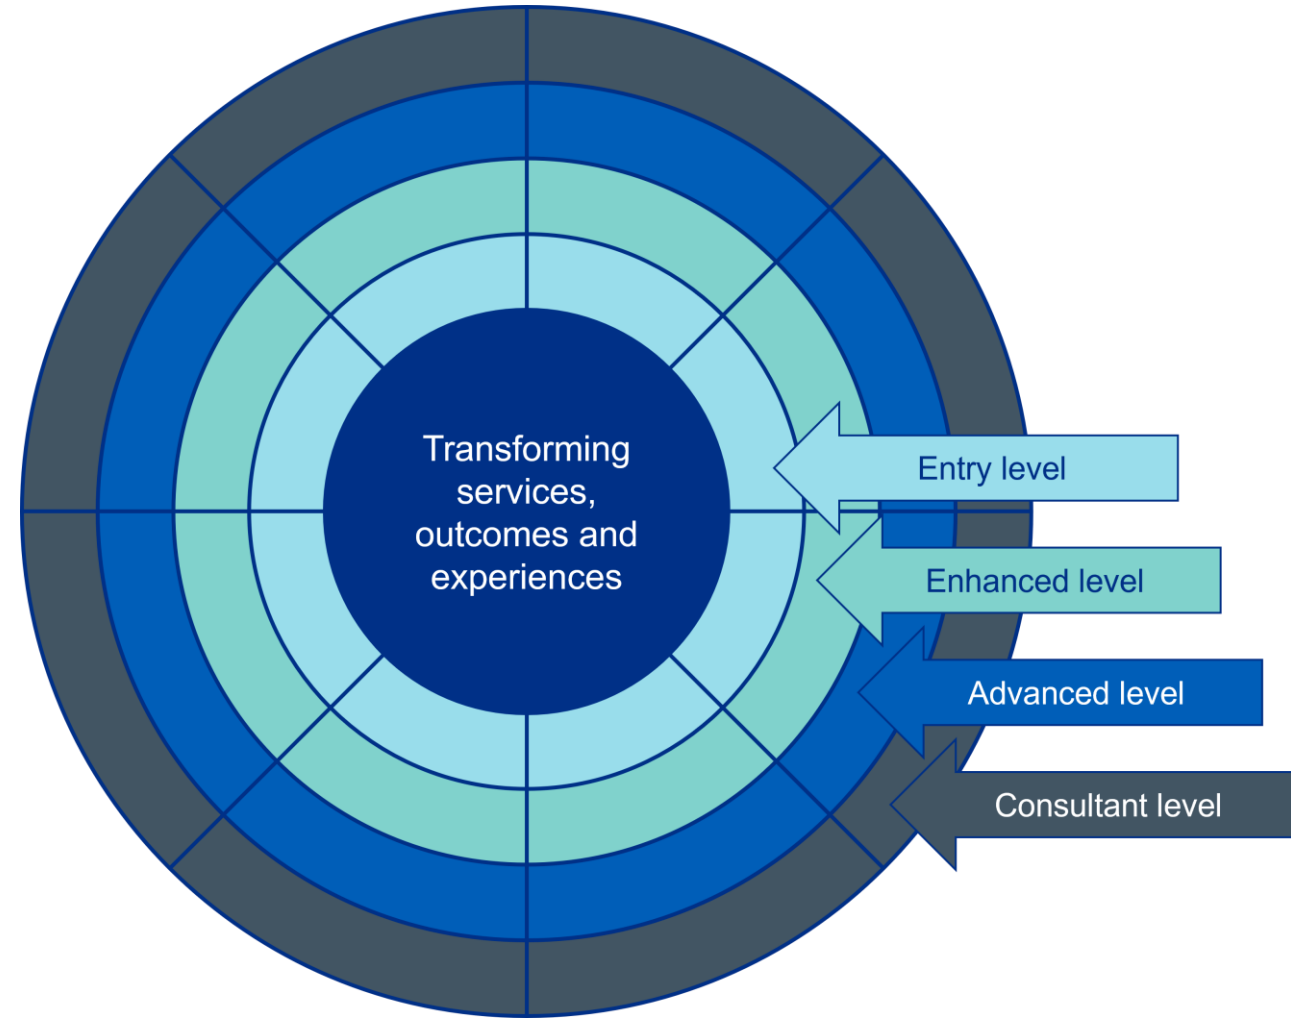 Transforming
services,
outcomes and
experiences
Entry level
Enhanced level
Advanced level
Consultant level